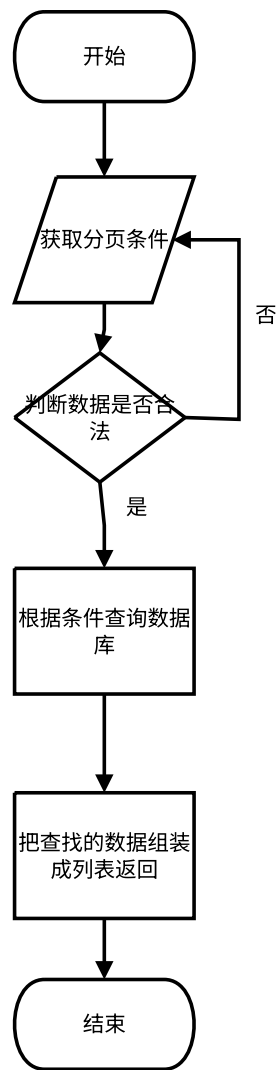 开始
获取分页条件
否
判断数据是否合
法
是
根据条件查询数据
库
把查找的数据组装
成列表返回
结束